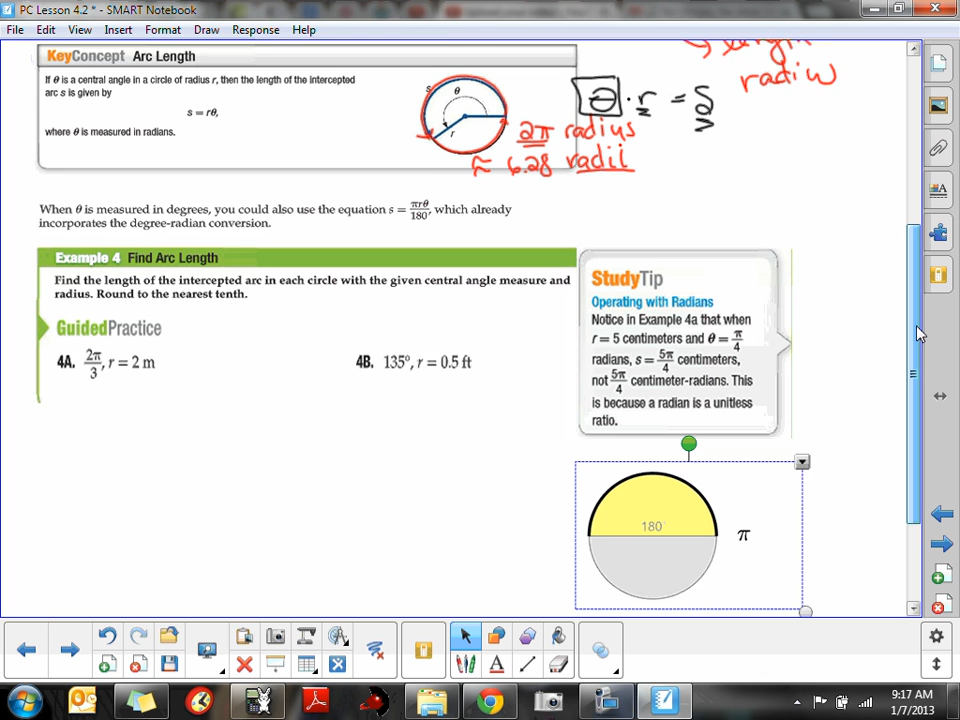 PC Lesson 4.2 * - SMART Notebook
File Edit View Insert Format Draw Response Help
KeyConcept Arc Length
If θ is a central angle in a circle of radius r, then the length of the intercepted
arc s is given by
s = rθ,
where θ is measured in radians.
s
θ
r
2π radius
≈ 6.28 radii
θ · r = s
length
radius
When θ is measured in degrees, you could also use the equation s = πrθ/180, which already
incorporates the degree-radian conversion.
Example 4 Find Arc Length
Find the length of the intercepted arc in each circle with the given central angle measure and
radius. Round to the nearest tenth.
GuidedPractice
4A. 2π/3, r = 2 m
4B. 135°, r = 0.5 ft
StudyTip
Operating with Radians
Notice in Example 4a that when
r = 5 centimeters and θ = π/4
radians, s = 5π/4 centimeters,
not 5π/4 centimeter-radians. This
is because a radian is a unitless
ratio.
180°
π
9:17 AM
1/7/2013